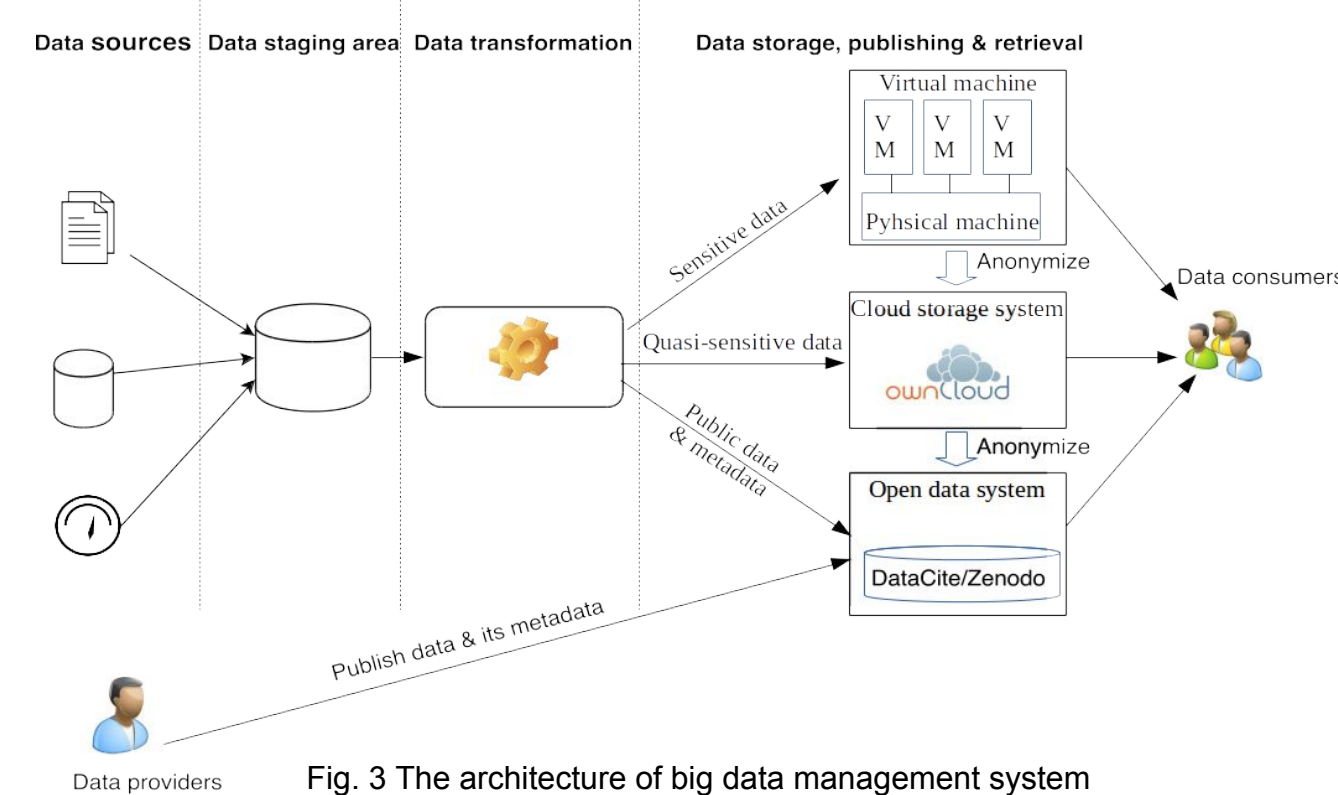 Data sources
Data staging area
Data transformation
Data storage, publishing & retrieval
Virtual machine
V
M
V
M
V
M
Pyhsical machine
Sensitive data
Anonymize
Data consumers
Cloud storage system
Quasi-sensitive data
ownCloud
Public data
& metadata
Anonymize
Open data system
DataCite/Zenodo
Publish data & its metadata
Data providers
Fig. 3 The architecture of big data management system